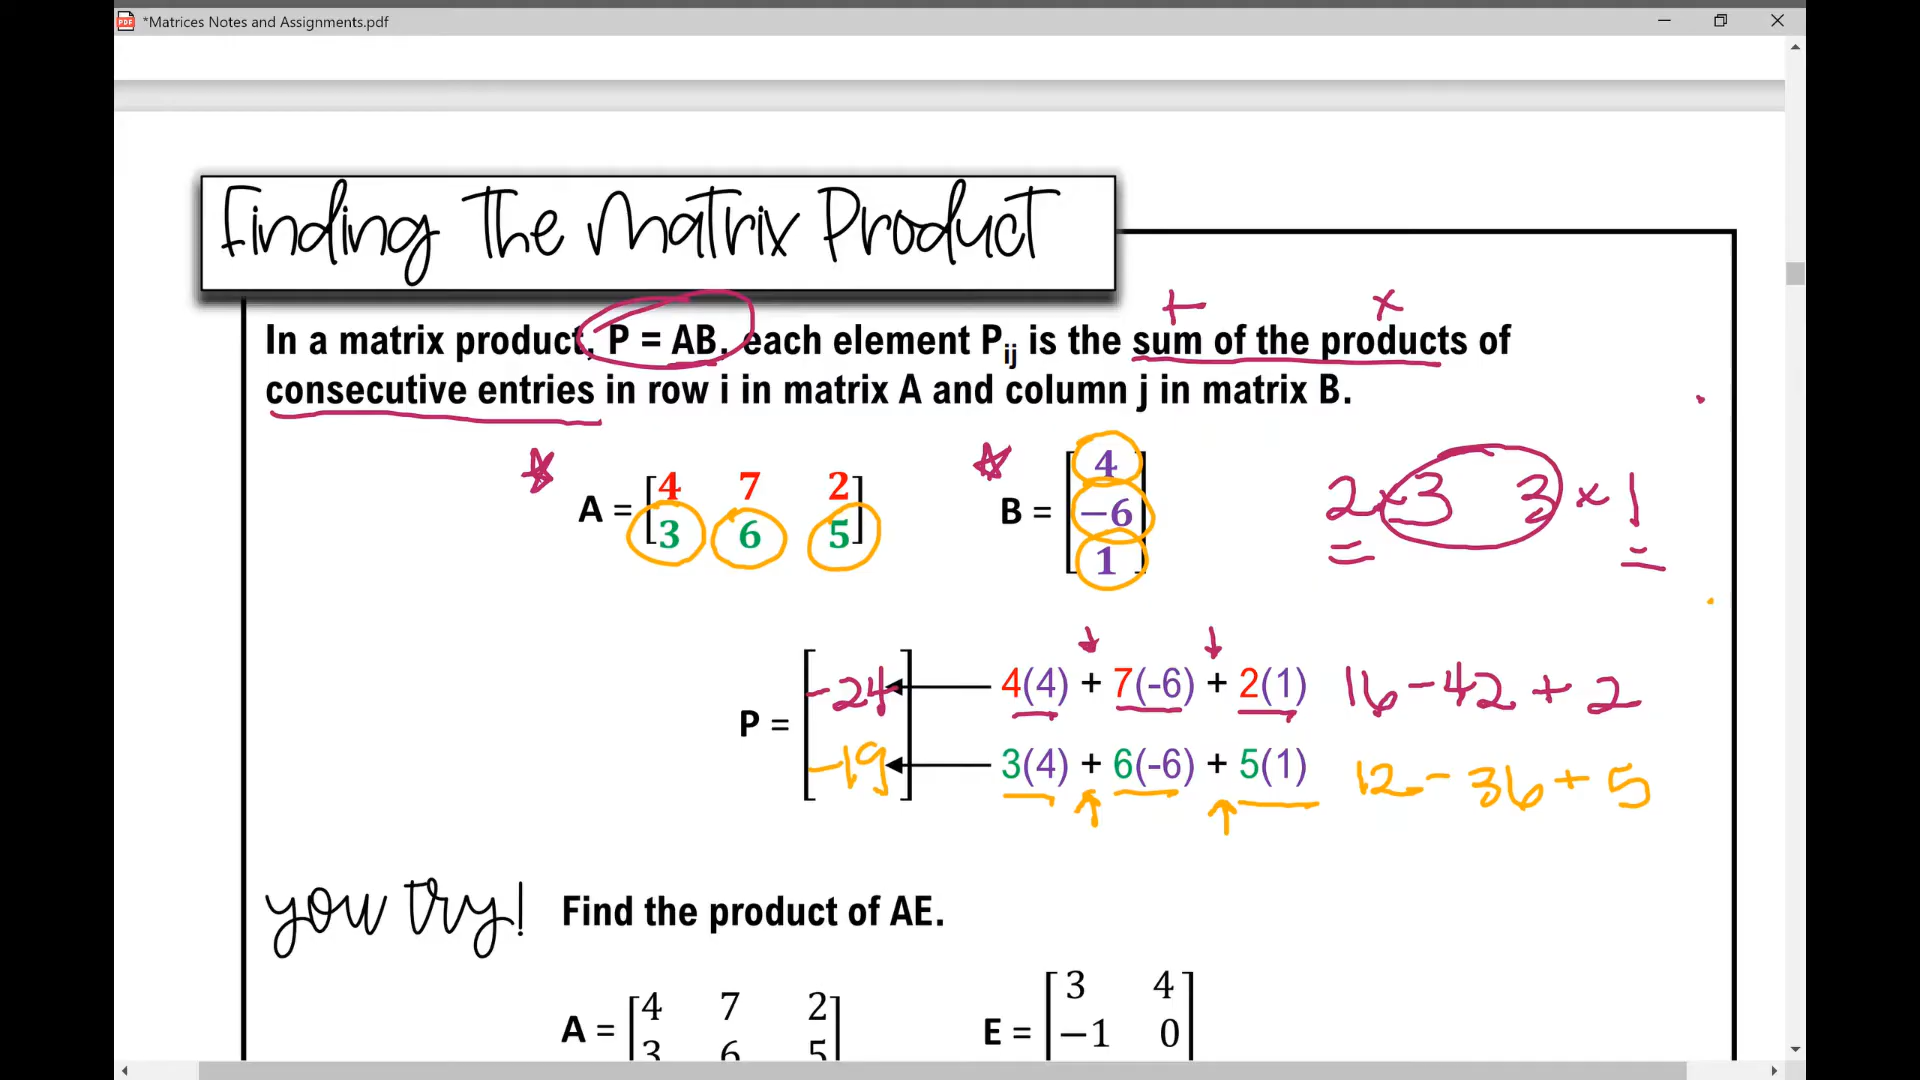 *Matrices Notes and Assignments.pdf
Finding The Matrix Product
+ ×
In a matrix product, P = AB, each element Pij is the sum of the products of
consecutive entries in row i in matrix A and column j in matrix B.
A = [4 7 2
3 6 5]
B = [4
−6
1]
2×3 3×1
P = [-24
-19]
4(4) + 7(-6) + 2(1) 16 - 42 + 2
3(4) + 6(-6) + 5(1) 12 - 36 + 5
you try! Find the product of AE.
A = [4 7 2
3 6 5]
E = [3 4
−1 0]